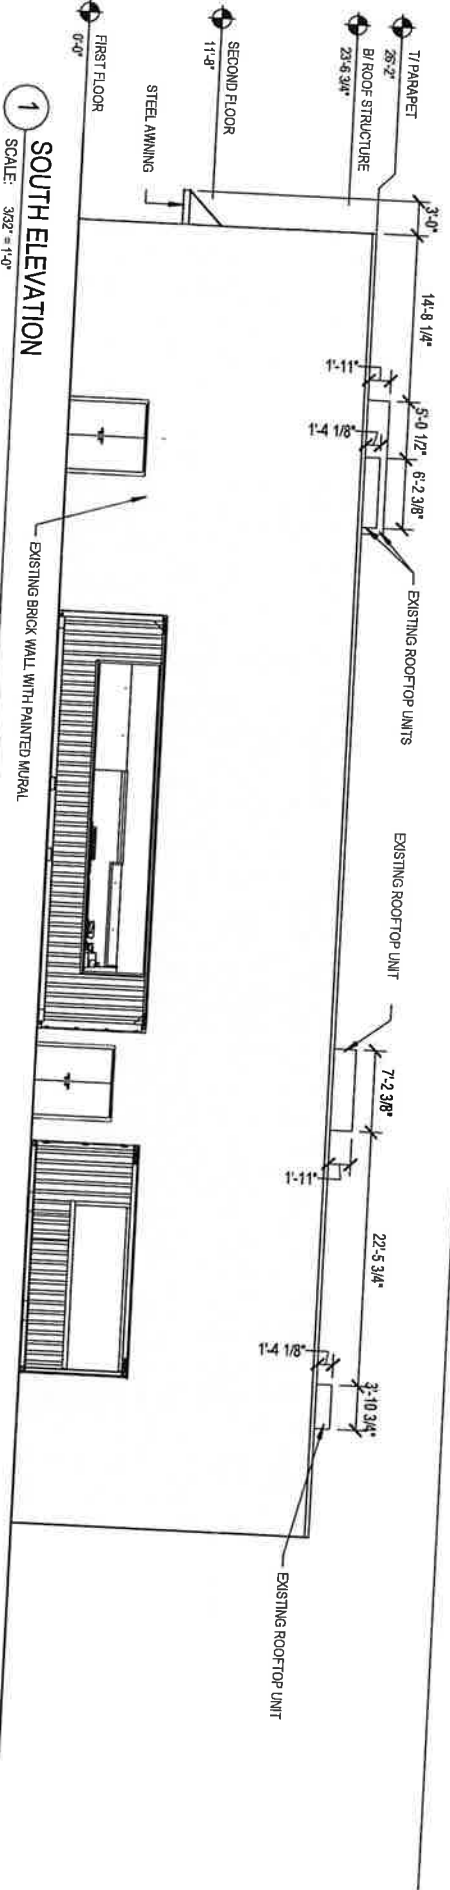 T/ PARAPET
26'-2"
B/ ROOF STRUCTURE
23'-6 3/4"
SECOND FLOOR
11'-8"
STEEL AWNING
FIRST FLOOR
0'-0"
3'-0"
14'-8 1/4"
5'-0 1/2"
6'-2 3/8"
1'-11"
1'-4 1/8"
EXISTING ROOFTOP UNITS
EXISTING ROOFTOP UNIT
7'-2 3/8"
1'-11"
22'-5 3/4"
1'-4 1/8"
3'-10 3/4"
EXISTING ROOFTOP UNIT
EXISTING BRICK WALL WITH PAINTED MURAL
1
SOUTH ELEVATION
SCALE: 3/32" = 1'-0"